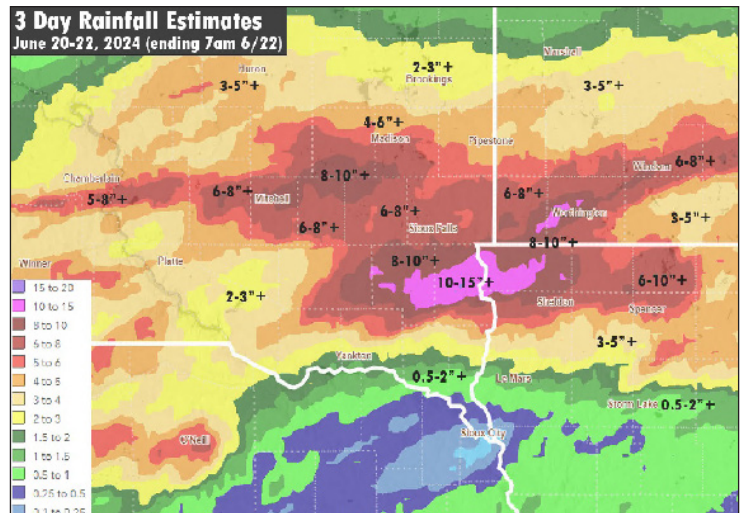 3 Day Rainfall Estimates
June 20-22, 2024 (ending 7am 6/22)
Marshall
2-3"+
Huron
Brookings
3-5"+
3-5"+
4-6"+
Madison
Pipestone
Windom
6-8"+
8-10"+
Chamberlain
5-8"+
6-8"+
Mitchell
6-8"+
6-8"+
Worthington
3-5"+
6-8"+
Sioux Falls
8-10"+
Winner
Platte
8-10"+
10-15"+
6-10"+
2-3"+
Sheldon
Spencer
15 to 20
10 to 15
8 to 10
6 to 8
5 to 6
4 to 5
3 to 4
2 to 3
1.5 to 2
1 to 1.5
0.5 to 1
0.25 to 0.5
0.1 to 0.25
3-5"+
Yankton
0.5-2"+
Le Mars
Storm Lake
0.5-2"+
O'Neill
Sioux City